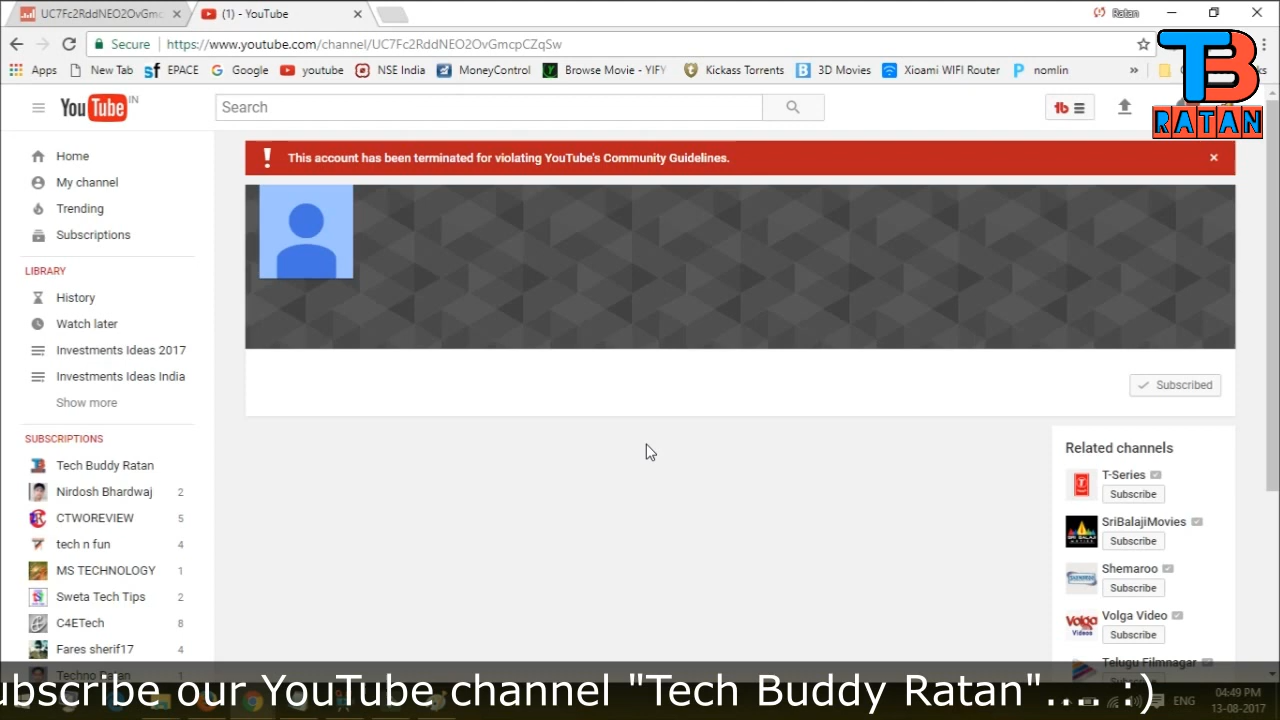 UC7Fc2RddNEO2OvGmc
(1) - YouTube
Ratan
Secure
https://www.youtube.com/channel/UC7Fc2RddNEO2OvGmcpCZqSw
Apps
New Tab
EPACE
Google
youtube
NSE India
MoneyControl
Browse Movie - YIFY
Kickass Torrents
3D Movies
Xioami WIFI Router
nomlin
»
TB
RATAN
YouTube IN
Search
This account has been terminated for violating YouTube's Community Guidelines.
Home
My channel
Trending
Subscriptions
LIBRARY
History
Watch later
Investments Ideas 2017
Investments Ideas India
Show more
Subscribed
SUBSCRIPTIONS
Tech Buddy Ratan
Nirdosh Bhardwaj 2
CTWOREVIEW 5
tech n fun 4
MS TECHNOLOGY 1
Sweta Tech Tips 2
C4ETech 8
Fares sherif17 4
Techno Ratan 1
Related channels
T-Series
Subscribe
SriBalajiMovies
Subscribe
Shemaroo
Subscribe
Volga Video
Subscribe
Telugu Filmnagar
ubscribe our YouTube channel "Tech Buddy Ratan"....:)
ENG
04:49 PM
13-08-2017